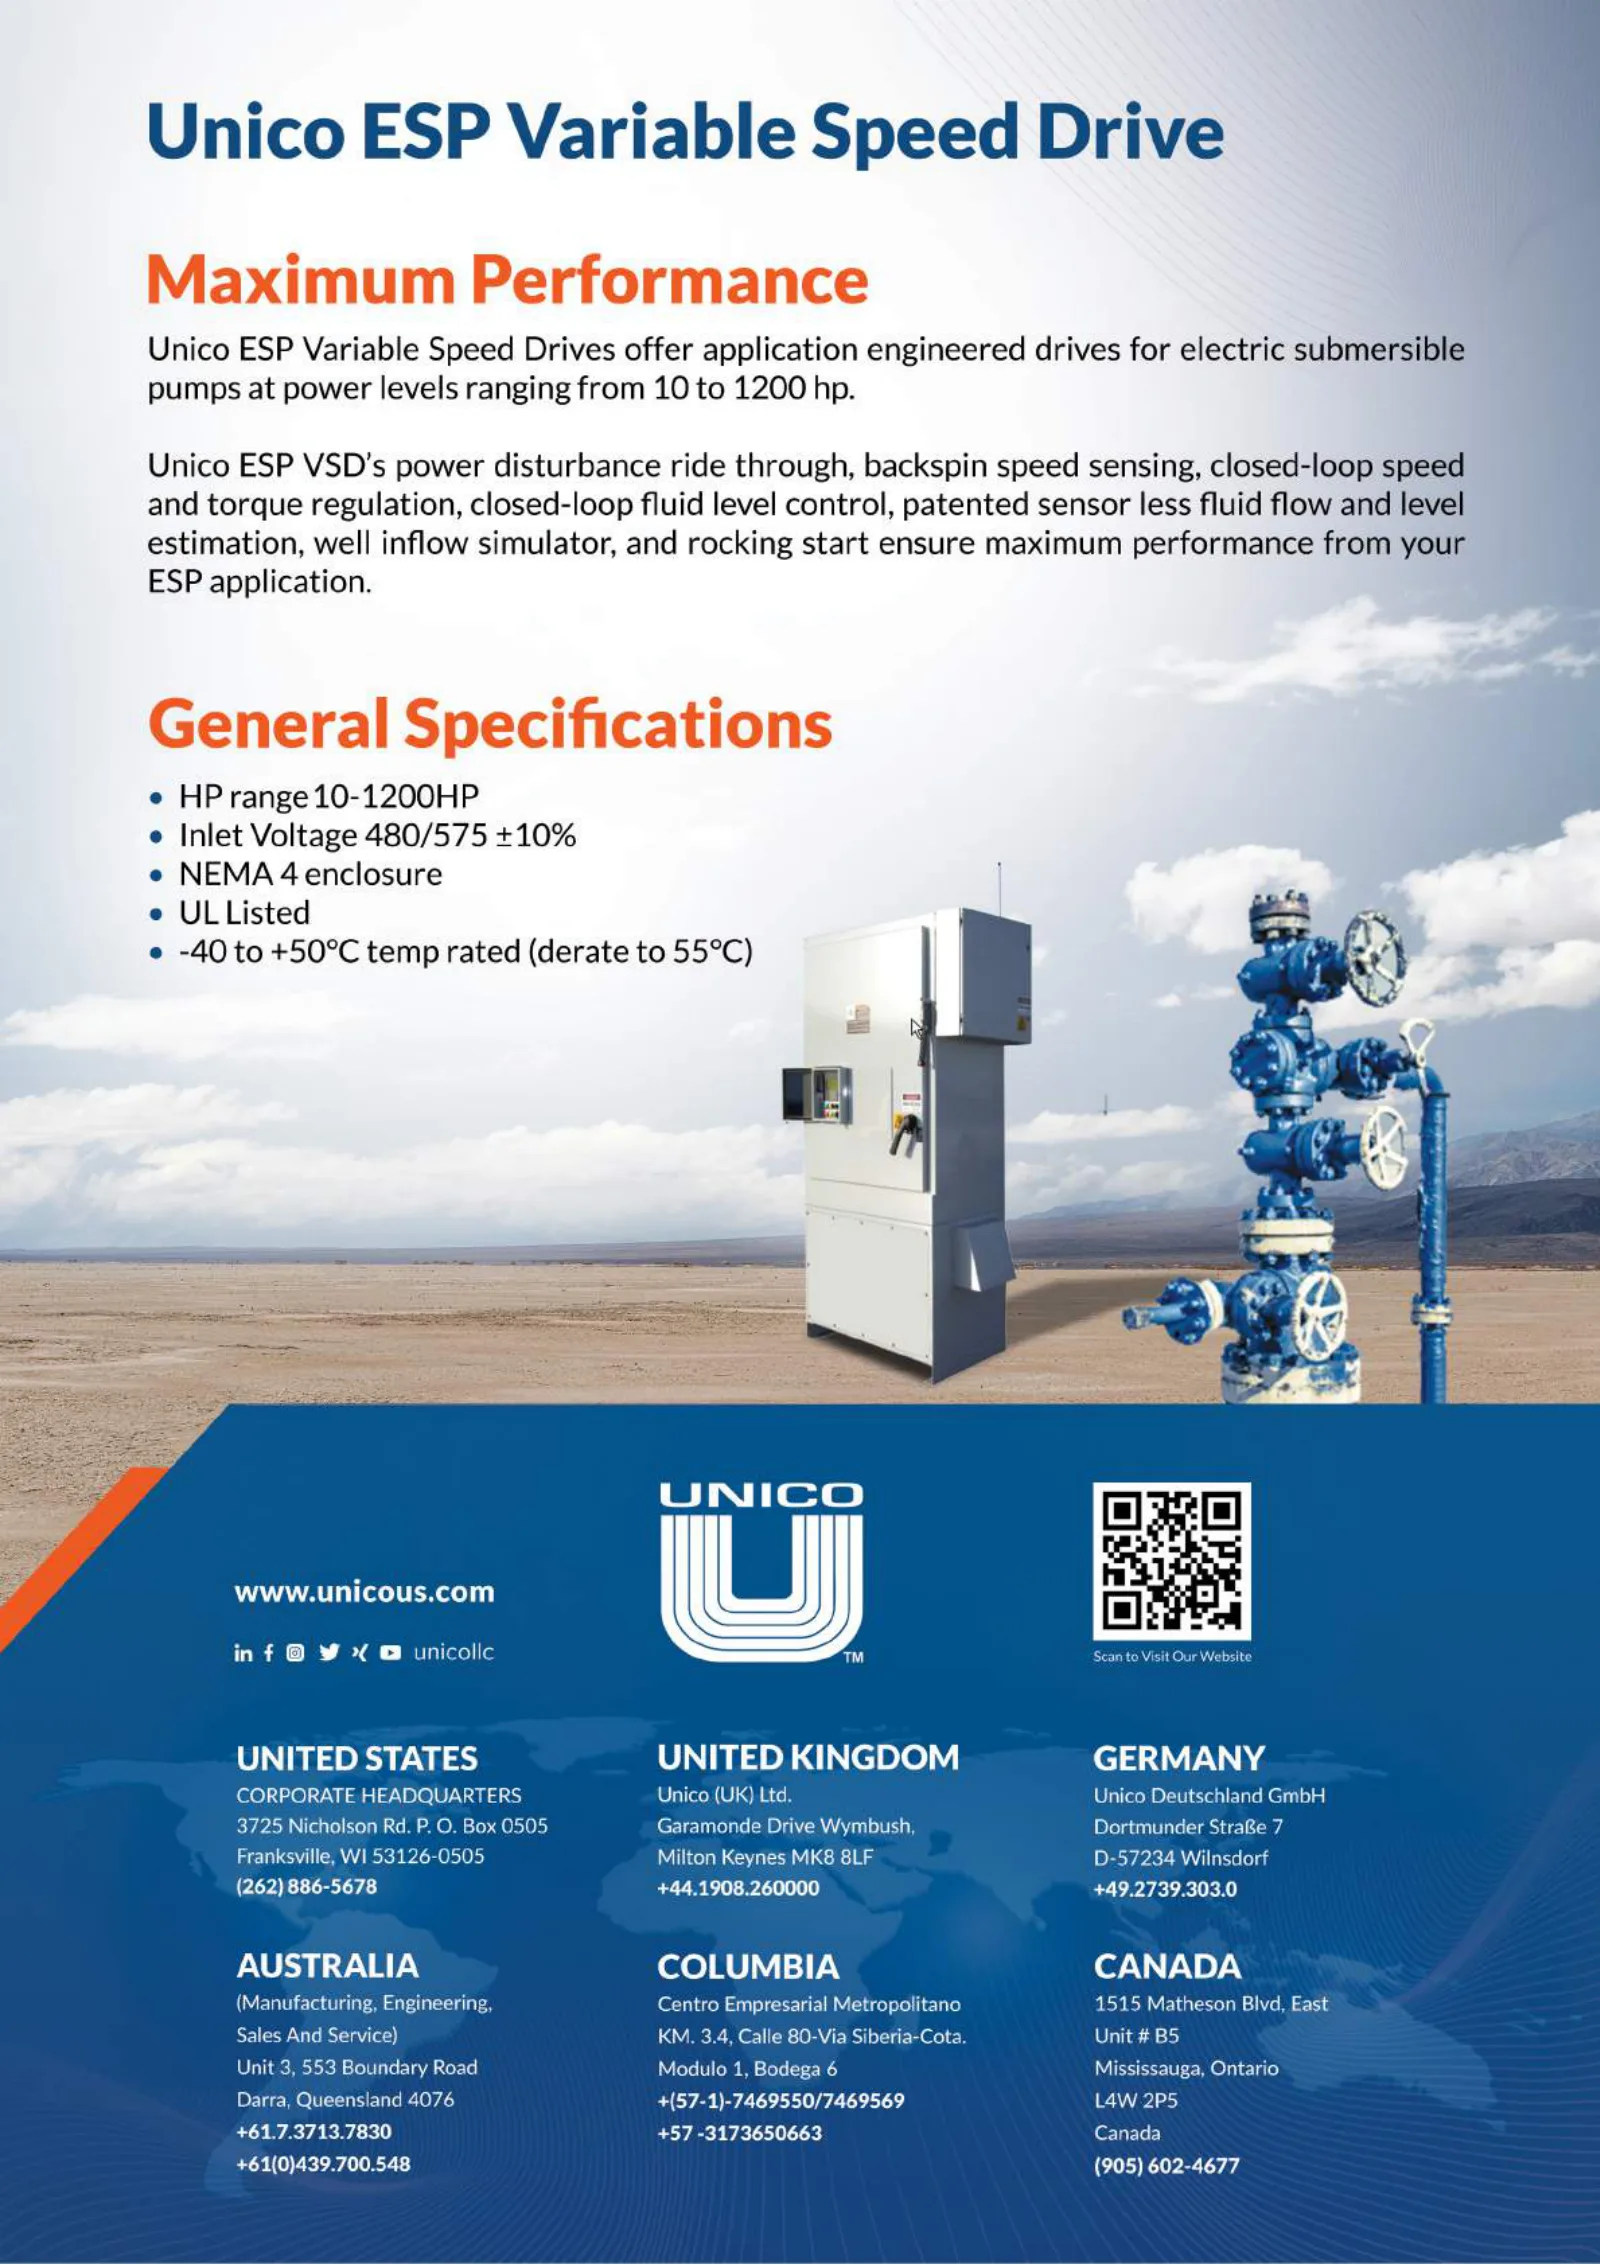 Unico ESP Variable Speed Drive
Maximum Performance
Unico ESP Variable Speed Drives offer application engineered drives for electric submersible
pumps at power levels ranging from 10 to 1200 hp.
Unico ESP VSD's power disturbance ride through, backspin speed sensing, closed-loop speed
and torque regulation, closed-loop fluid level control, patented sensor less fluid flow and level
estimation, well inflow simulator, and rocking start ensure maximum performance from your
ESP application.
General Specifications
• HP range 10-1200HP
• Inlet Voltage 480/575 ±10%
• NEMA 4 enclosure
• UL Listed
• -40 to +50°C temp rated (derate to 55°C)
UNICO
TM
www.unicous.com
unicollc
Scan to Visit Our Website
UNITED STATES
CORPORATE HEADQUARTERS
3725 Nicholson Rd. P. O. Box 0505
Franksville, WI 53126-0505
(262) 886-5678
UNITED KINGDOM
Unico (UK) Ltd.
Garamonde Drive Wymbush,
Milton Keynes MK8 8LF
+44.1908.260000
GERMANY
Unico Deutschland GmbH
Dortmunder Straße 7
D-57234 Wilnsdorf
+49.2739.303.0
AUSTRALIA
(Manufacturing, Engineering,
Sales And Service)
Unit 3, 553 Boundary Road
Darra, Queensland 4076
+61.7.3713.7830
+61(0)439.700.548
COLUMBIA
Centro Empresarial Metropolitano
KM. 3.4, Calle 80-Via Siberia-Cota.
Modulo 1, Bodega 6
+(57-1)-7469550/7469569
+57 -3173650663
CANADA
1515 Matheson Blvd, East
Unit # B5
Mississauga, Ontario
L4W 2P5
Canada
(905) 602-4677